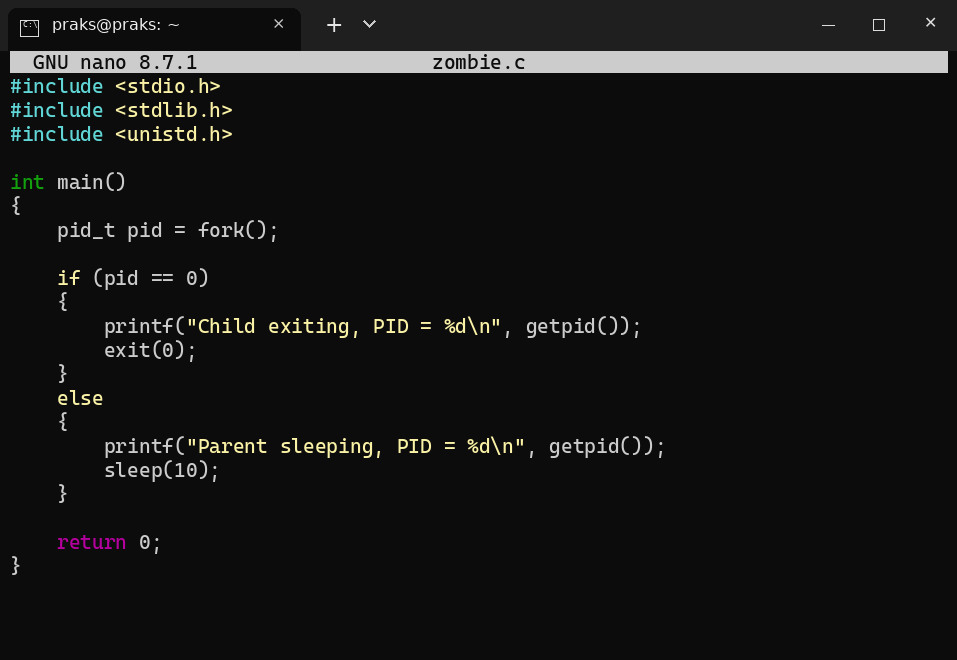 praks@praks: ~
GNU nano 8.7.1 zombie.c
#include <stdio.h>
#include <stdlib.h>
#include <unistd.h>

int main()
{
    pid_t pid = fork();

    if (pid == 0)
    {
        printf("Child exiting, PID = %d\n", getpid());
        exit(0);
    }
    else
    {
        printf("Parent sleeping, PID = %d\n", getpid());
        sleep(10);
    }

    return 0;
}